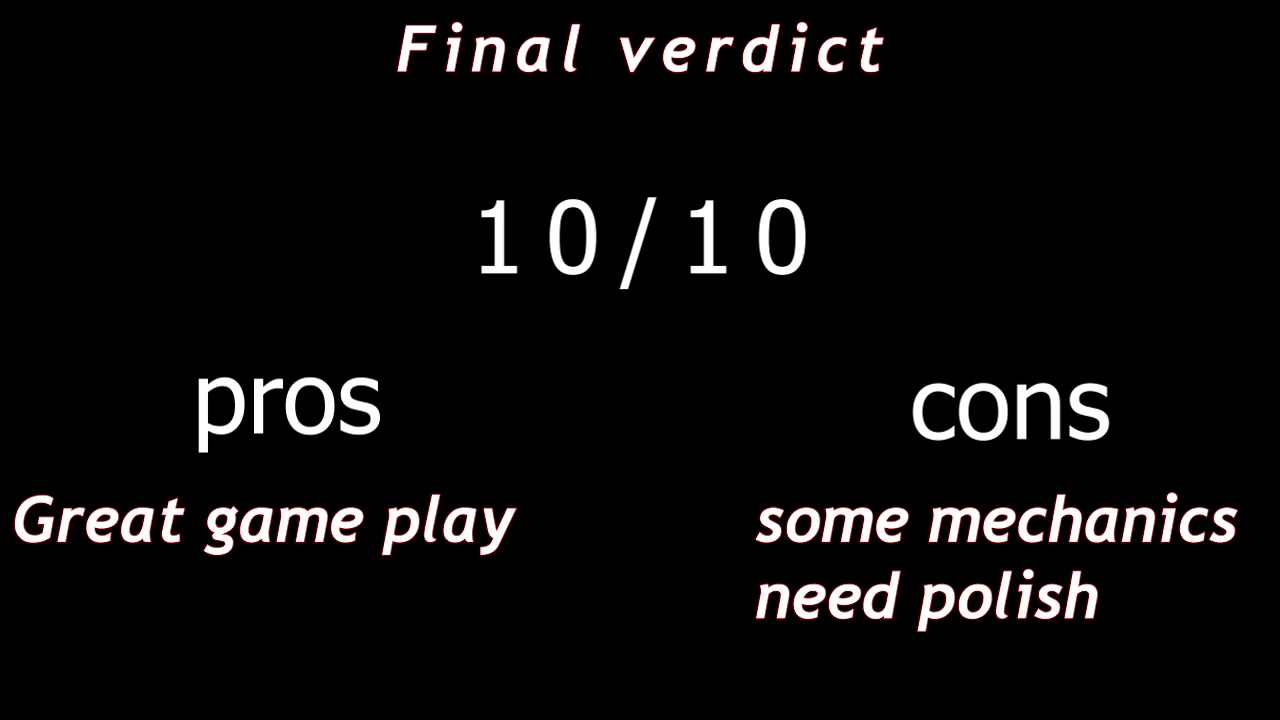 Final verdict
10/10
pros
cons
Great game play
some mechanics
need polish